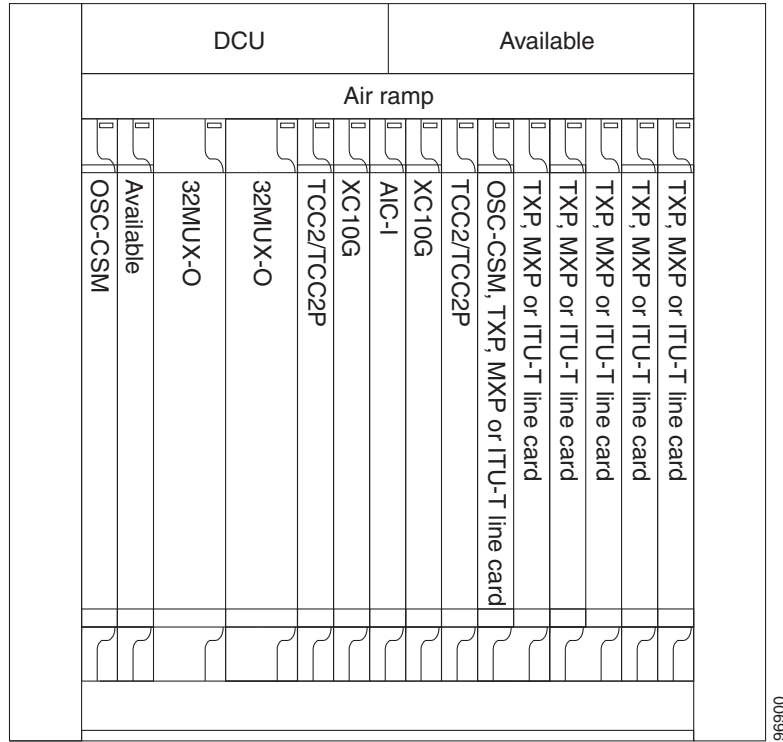 DCU
Available
Air ramp
OSC-CSM
Available
32MUX-O
32MUX-O
TCC2/TCC2P
XC10G
AIC-I
XC10G
TCC2/TCC2P
OSC-CSM, TXP, MXP or ITU-T line card
TXP, MXP or ITU-T line card
TXP, MXP or ITU-T line card
TXP, MXP or ITU-T line card
TXP, MXP or ITU-T line card
TXP, MXP or ITU-T line card
96900